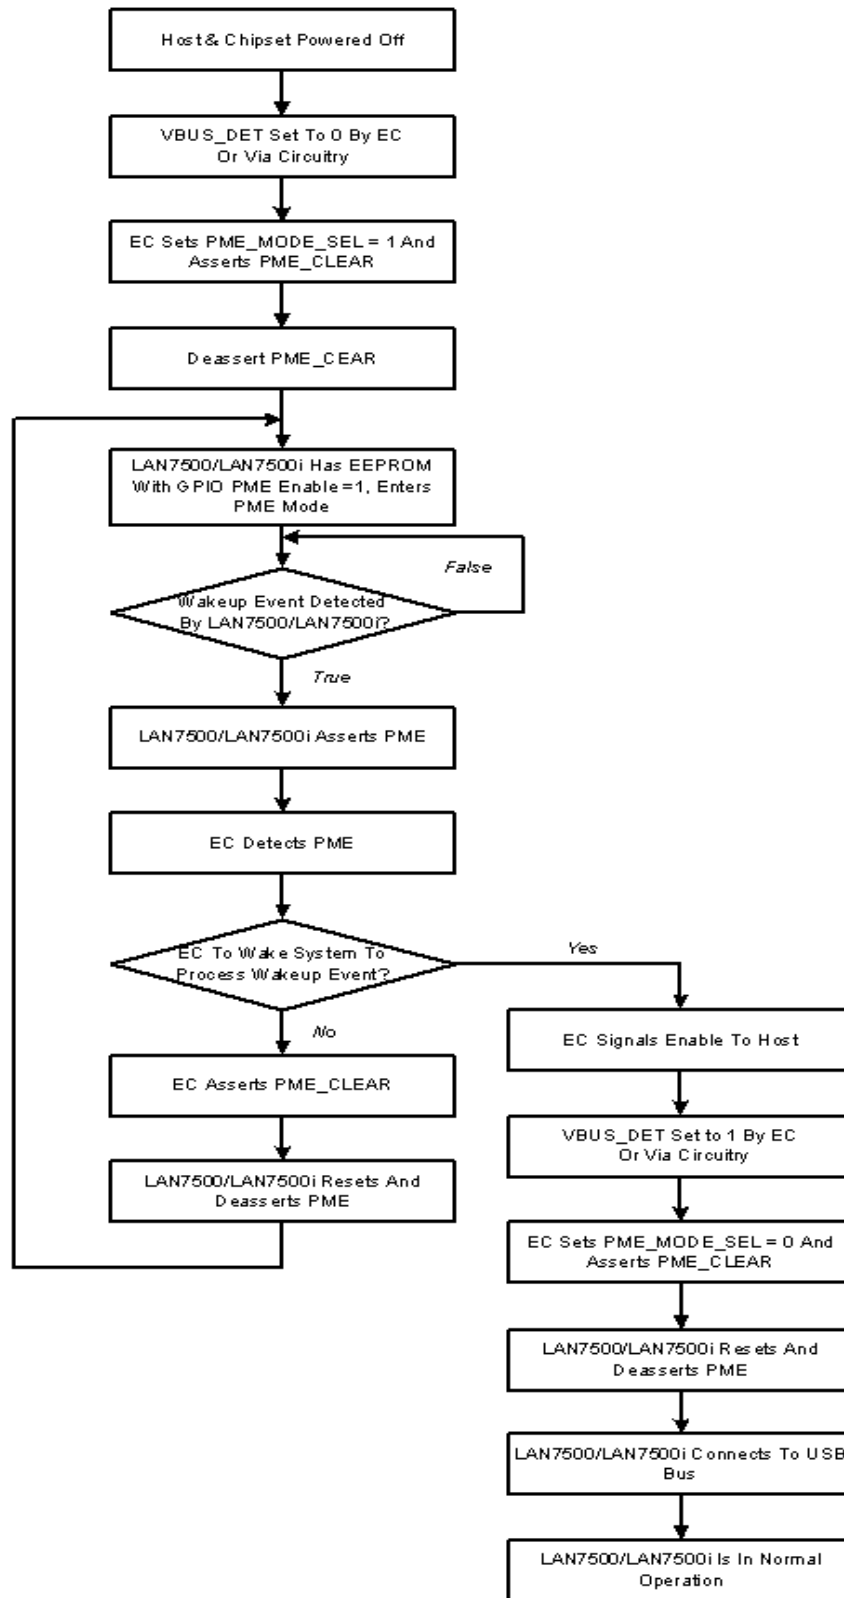 Host & Chipset Powered Off
VBUS_DET Set To 0 By EC
Or Via Circuitry
EC Sets PME_MODE_SEL = 1 And
Asserts PME_CLEAR
Deassert PME_CEAR
LAN7500/LAN7500i Has EEPROM
With GPIO PME Enable =1, Enters
PME Mode
False
Wakeup Event Detected
By LAN7500/LAN7500i?
True
LAN7500/LAN7500i Asserts PME
EC Detects PME
EC To Wake System To
Process Wakeup Event?
Yes
No
EC Signals Enable To Host
EC Asserts PME_CLEAR
VBUS_DET Set to 1 By EC
Or Via Circuitry
LAN7500/LAN7500i Resets And
Deasserts PME
EC Sets PME_MODE_SEL = 0 And
Asserts PME_CLEAR
LAN7500/LAN7500i Resets And
Deasserts PME
LAN7500/LAN7500i Connects To USB
Bus
LAN7500/LAN7500i Is In Normal
Operation